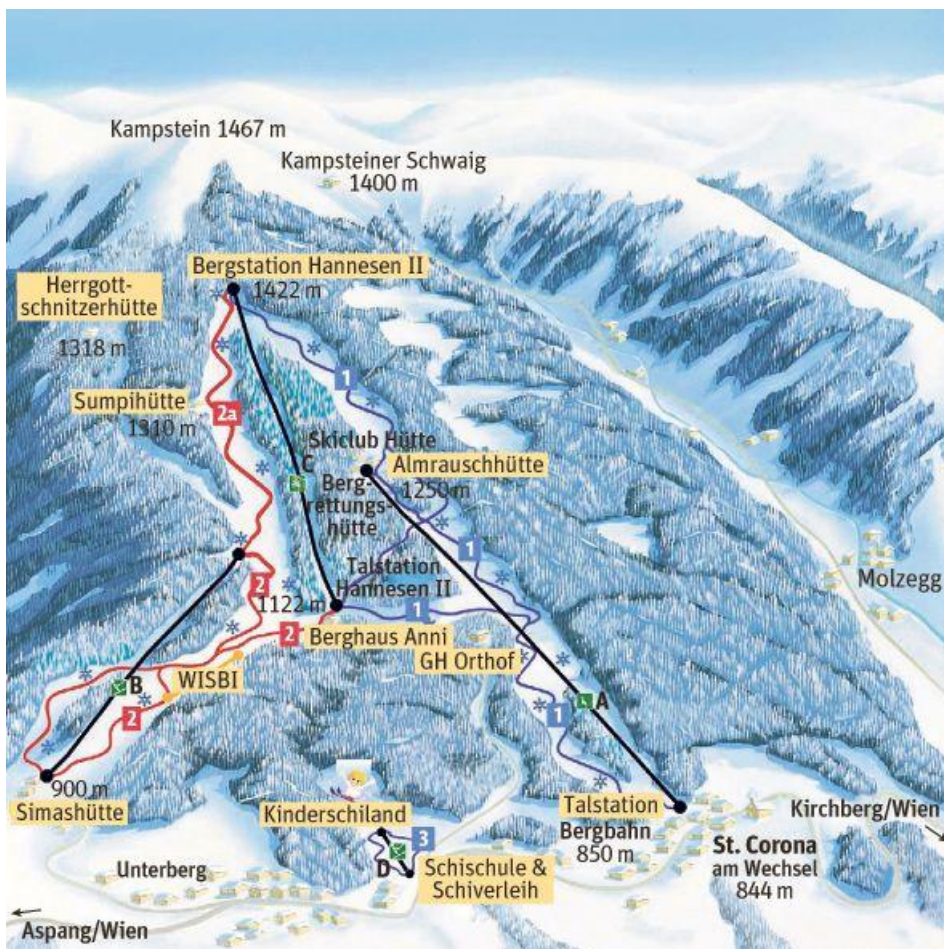 Kampstein 1467 m
Kampsteiner Schwaig
1400 m
Bergstation Hannesen II
1422 m
Herrgott-
schnitzerhütte
1318 m
1
Sumpihütte
1310 m
2a
Skiclub Hütte
C
Almrauschhütte
1250 m
Berg-
rettungs-
hütte
1
Talstation
Hannesen II
Molzegg
2
1122 m
1
2
Berghaus Anni
GH Orthof
WISBI
B
A
2
1
900 m
Simashütte
Kinderschiland
Talstation
Bergbahn
850 m
Kirchberg/Wien
St. Corona
am Wechsel
844 m
3
D
Unterberg
Schischule &
Schiverleih
Aspang/Wien